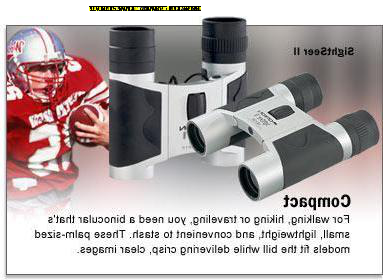 SightSeer II
Compact
For walking, hiking or traveling, you need a binocular that's
small, lightweight, and convenient to stash. These palm-sized
models fit the bill while delivering crisp, clear images.